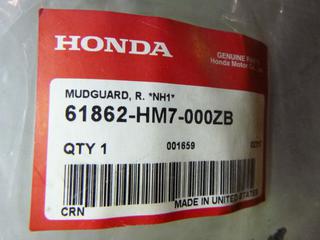 HONDA
GENUINE PARTS
Honda Motor Co., Ltd.
MUDGUARD, R. *NH1*
61862-HM7-000ZB
QTY 1
001659
CRN
MADE IN UNITED STATES